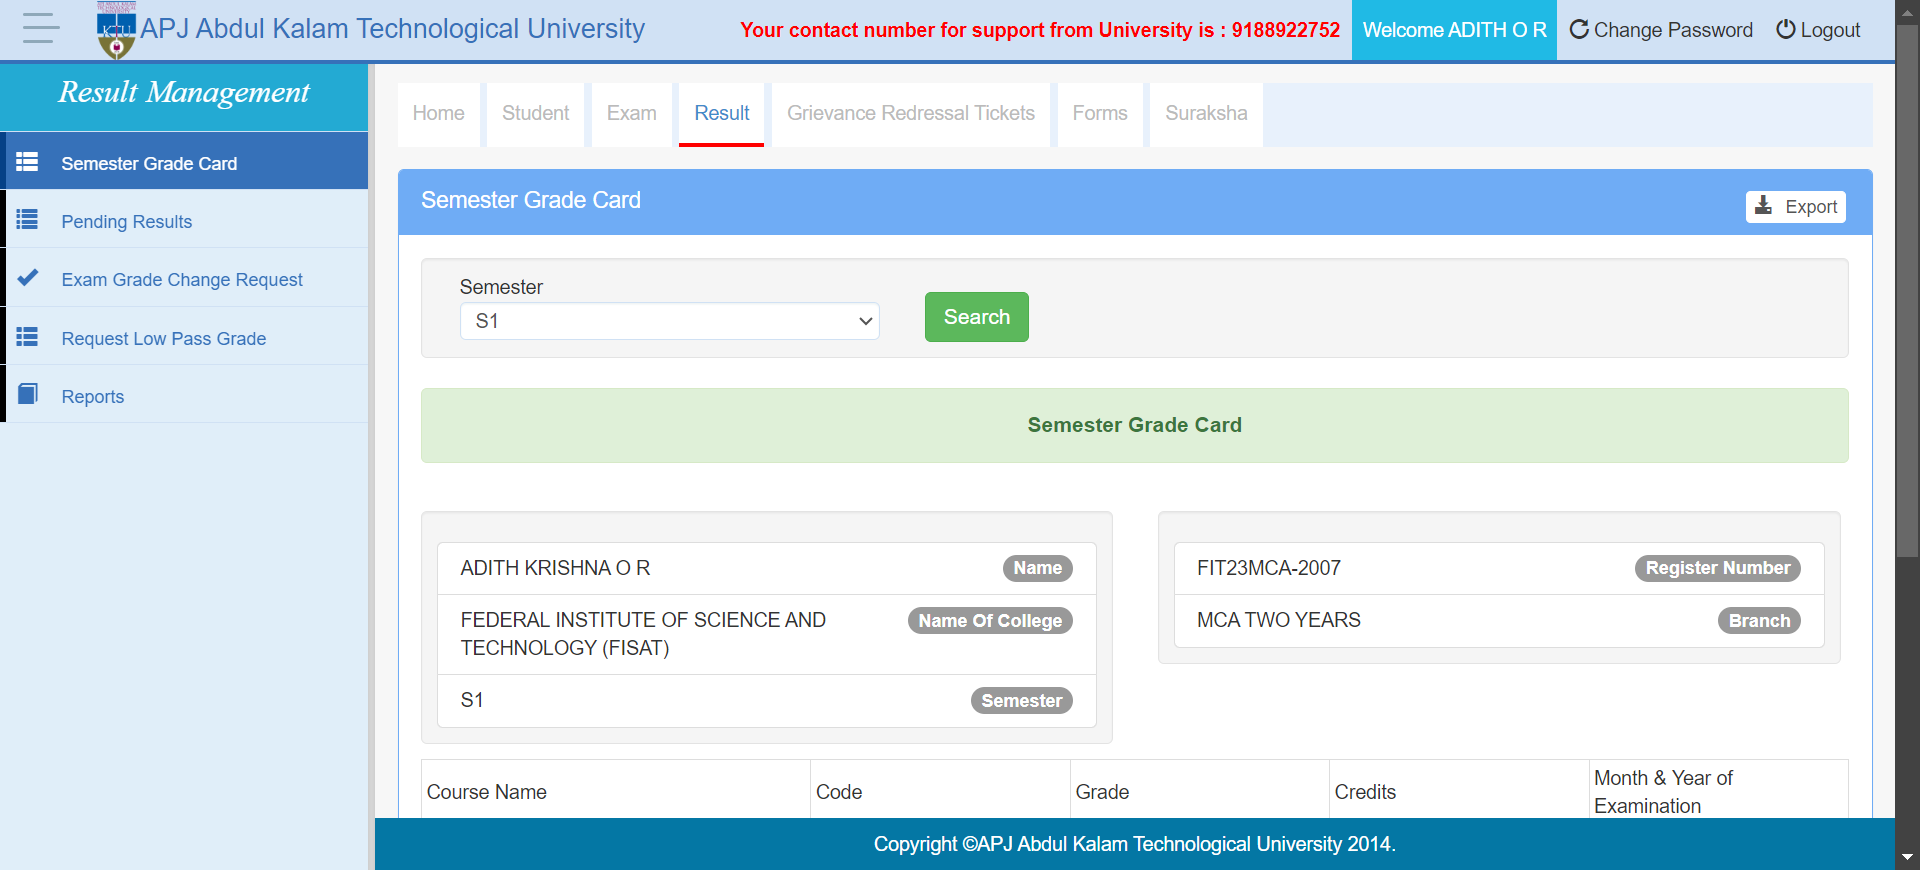 APJ Abdul Kalam Technological University
Your contact number for support from University is : 9188922752
Welcome ADITH O R
Change Password
Logout
Result Management
Semester Grade Card
Pending Results
Exam Grade Change Request
Request Low Pass Grade
Reports
Home
Student
Exam
Result
Grievance Redressal Tickets
Forms
Suraksha
Semester Grade Card
Export
Semester
S1
Search
Semester Grade Card
ADITH KRISHNA O R
Name
FEDERAL INSTITUTE OF SCIENCE AND
TECHNOLOGY (FISAT)
Name Of College
S1
Semester
FIT23MCA-2007
Register Number
MCA TWO YEARS
Branch
Course Name
Code
Grade
Credits
Month & Year of
Examination
Copyright ©APJ Abdul Kalam Technological University 2014.